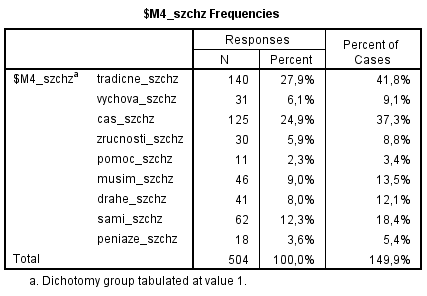 $M4_szchz Frequencies
Responses Percent of Cases
N Percent
$M4_szchzª tradicne_szchz 140 27,9% 41,8%
vychova_szchz 31 6,1% 9,1%
cas_szchz 125 24,9% 37,3%
zrucnosti_szchz 30 5,9% 8,8%
pomoc_szchz 11 2,3% 3,4%
musim_szchz 46 9,0% 13,5%
drahe_szchz 41 8,0% 12,1%
sami_szchz 62 12,3% 18,4%
peniaze_szchz 18 3,6% 5,4%
Total 504 100,0% 149,9%
a. Dichotomy group tabulated at value 1.